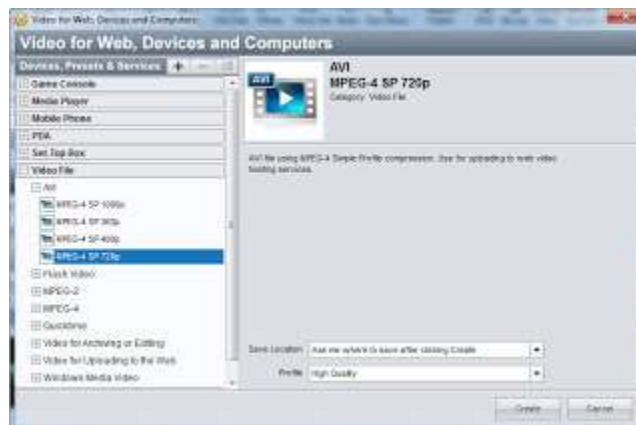 Video for Web, Devices and Computers
Video for Web, Devices and Computers
Devices, Presets & Services
Game Console
Media Player
Mobile Phone
PDA
Set Top Box
Video File
AVI
MPEG-4 SP 1080p
MPEG-4 SP 360p
MPEG-4 SP 480p
MPEG-4 SP 720p
Flash Video
MPEG-2
MPEG-4
Quicktime
Video for Archiving or Editing
Video for Uploading to the Web
Windows Media Video
AVI
AVI
MPEG-4 SP 720p
Category: Video File
AVI file using MPEG-4 Simple Profile compression. Use for uploading to web video
hosting services.
Save Location Ask me where to save after clicking Create
Profile High Quality
Create Cancel